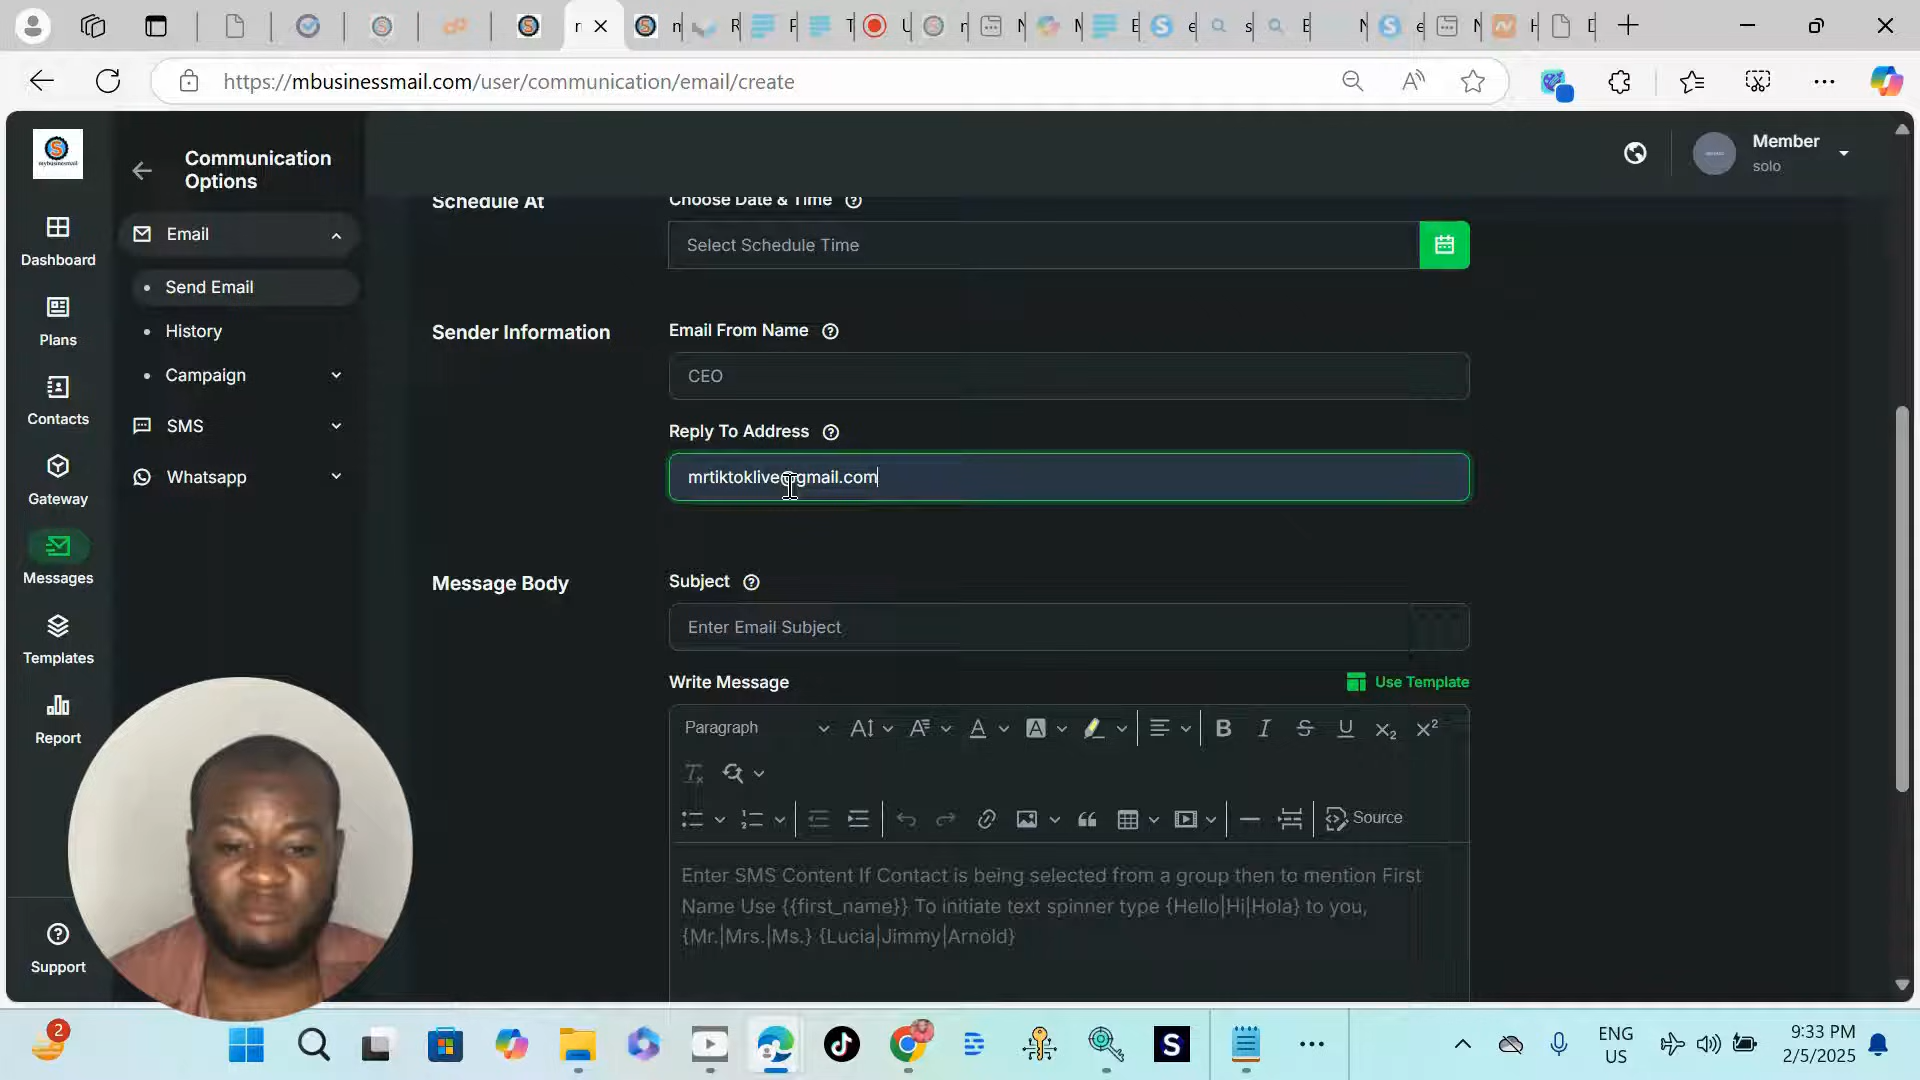 n
n
R
F
T
U
n
N
M
E
e
s
E
N
e
N
H
D
https://mbusinessmail.com/user/communication/email/create
mybusinesmail
Communication
Options
Email
Send Email
History
Campaign
SMS
Whatsapp
Dashboard
Plans
Contacts
Gateway
Messages
Templates
Report
Support
Member
solo
Schedule At
Choose Date & Time
Select Schedule Time
Sender Information
Email From Name
CEO
Reply To Address
mrtiktoklive@gmail.com
Message Body
Subject
Enter Email Subject
Write Message
Use Template
Paragraph
Source
Enter SMS Content If Contact is being selected from a group then to mention First
Name Use {{first_name}} To initiate text spinner type {Hello|Hi|Hola} to you,
{Mr.|Mrs.|Ms.} {Lucia|Jimmy|Arnold}
2
ENG
US
9:33 PM
2/5/2025